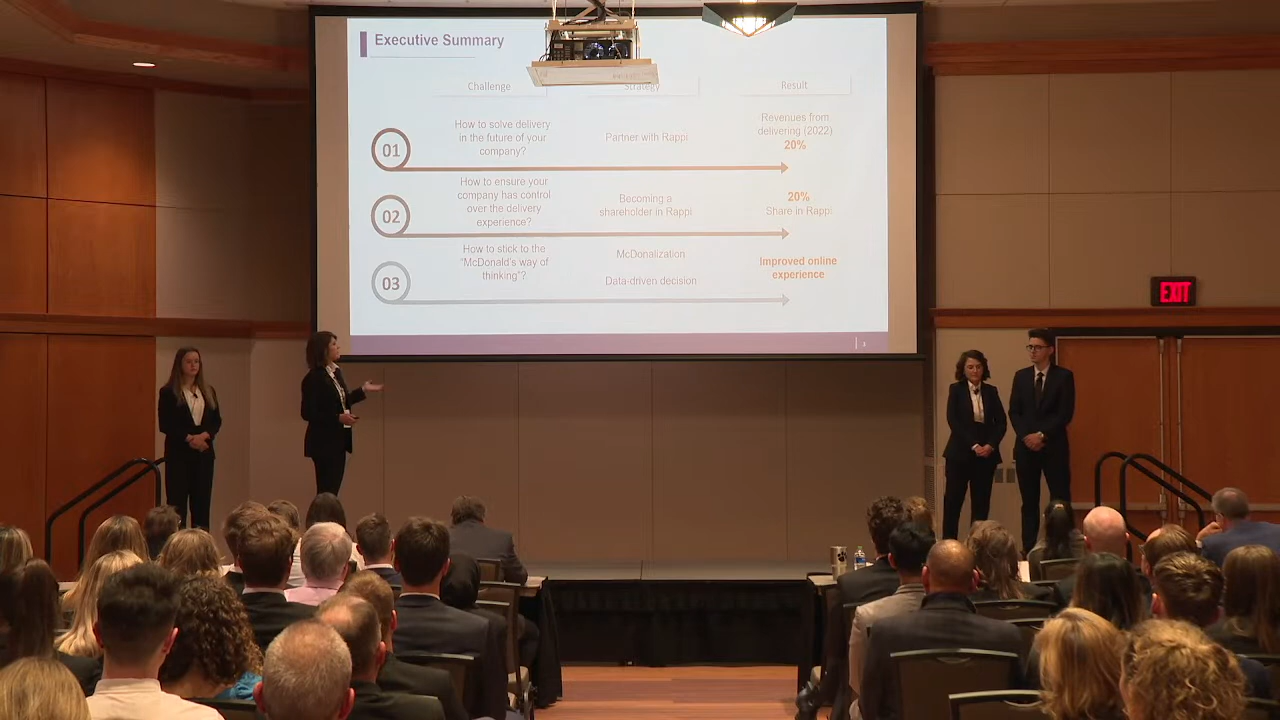 Executive Summary
Challenge
Strategy
Result
01
How to solve delivery
in the future of your
company?
Partner with Rappi
Revenues from
delivering (2022)
20%
02
How to ensure your
company has control
over the delivery
experience?
Becoming a
shareholder in Rappi
20%
Share in Rappi
03
How to stick to the
"McDonald's way of
thinking"?
McDonalization
Data-driven decision
Improved online
experience
3
EXIT